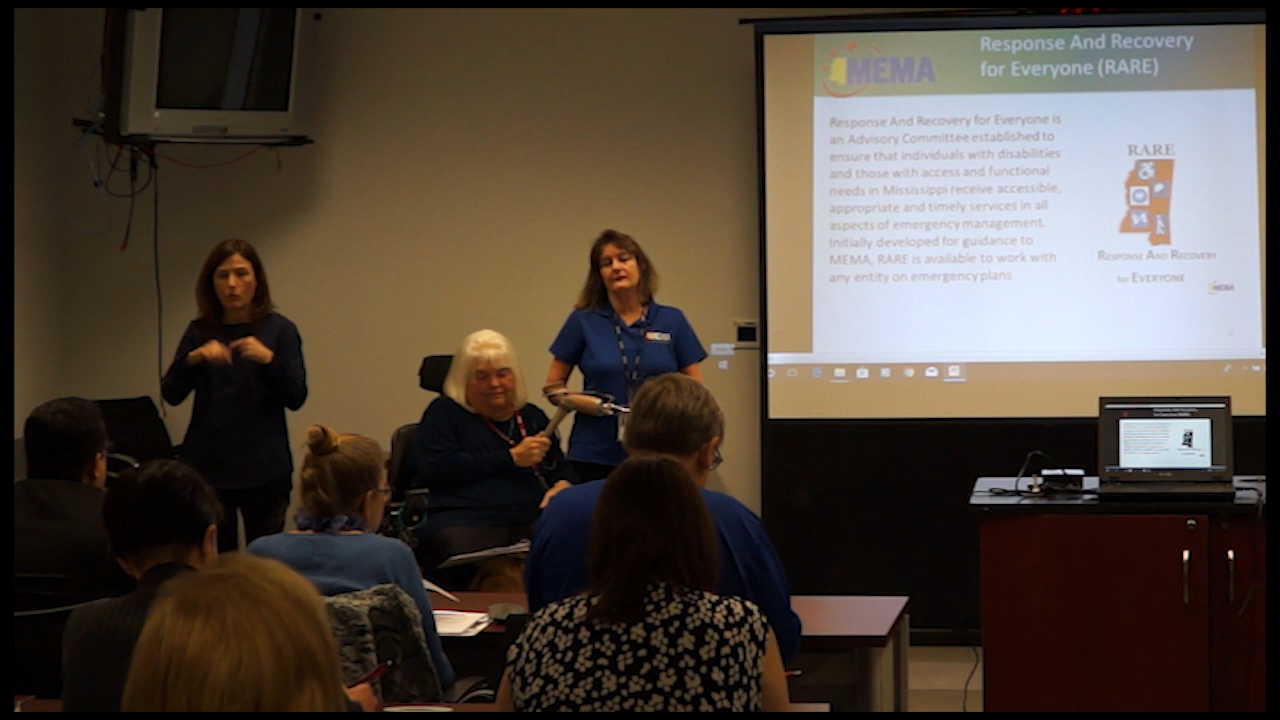 MEMA
Response And Recovery
for Everyone (RARE)
Response And Recovery for Everyone is
an Advisory Committee established to
ensure that individuals with disabilities
and those with access and functional
needs in Mississippi receive accessible,
appropriate and timely services in all
aspects of emergency management.
Initially developed for guidance to
MEMA, RARE is available to work with
any entity on emergency plans
RARE
RESPONSE AND RECOVERY
for EVERYONE
MEMA